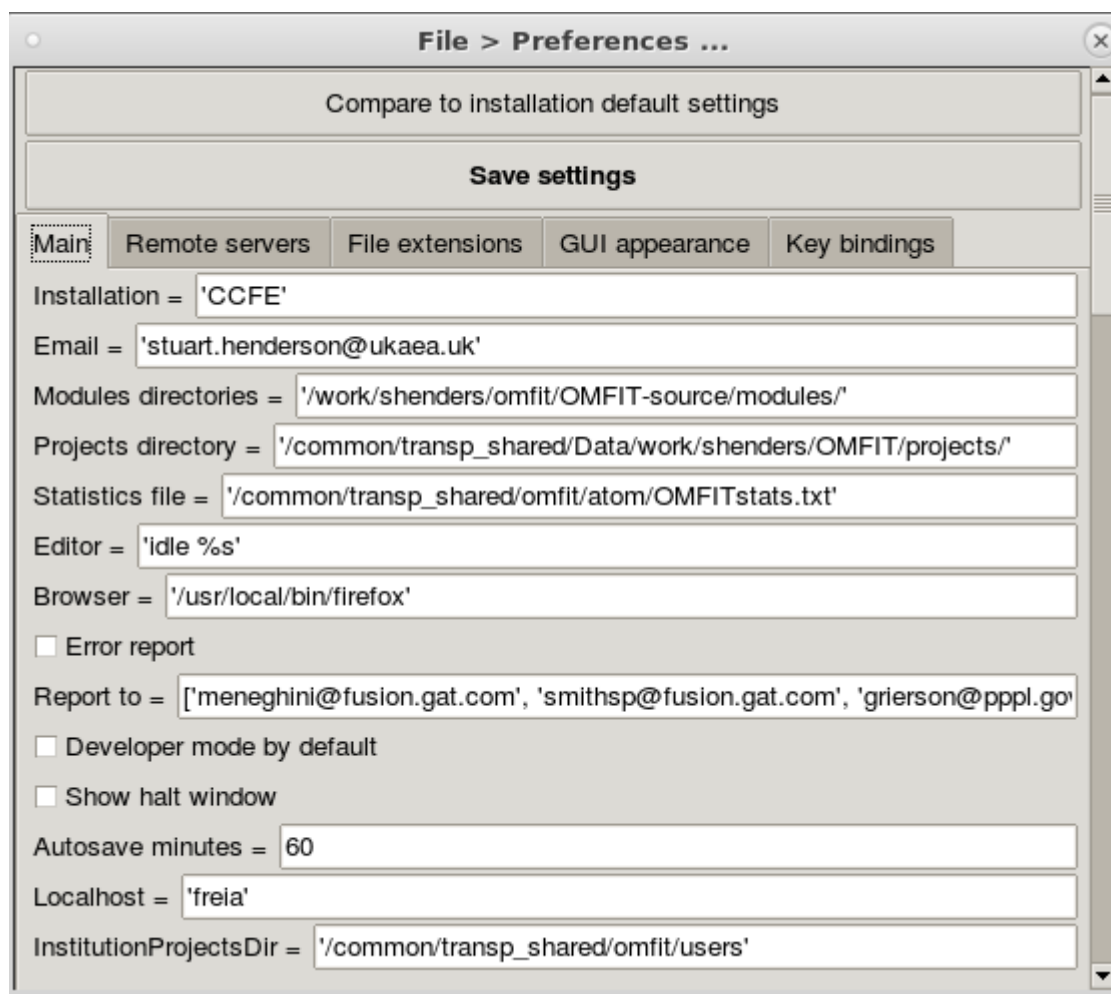 File > Preferences ...
Compare to installation default settings
Save settings
Main Remote servers File extensions GUI appearance Key bindings
Installation = 'CCFE'
Email = 'stuart.henderson@ukaea.uk'
Modules directories = '/work/shenders/omfit/OMFIT-source/modules/'
Projects directory = '/common/transp_shared/Data/work/shenders/OMFIT/projects/'
Statistics file = '/common/transp_shared/omfit/atom/OMFITstats.txt'
Editor = 'idle %s'
Browser = '/usr/local/bin/firefox'
Error report
Report to = ['meneghini@fusion.gat.com', 'smithsp@fusion.gat.com', 'grierson@pppl.gov
Developer mode by default
Show halt window
Autosave minutes = 60
Localhost = 'freia'
InstitutionProjectsDir = '/common/transp_shared/omfit/users'